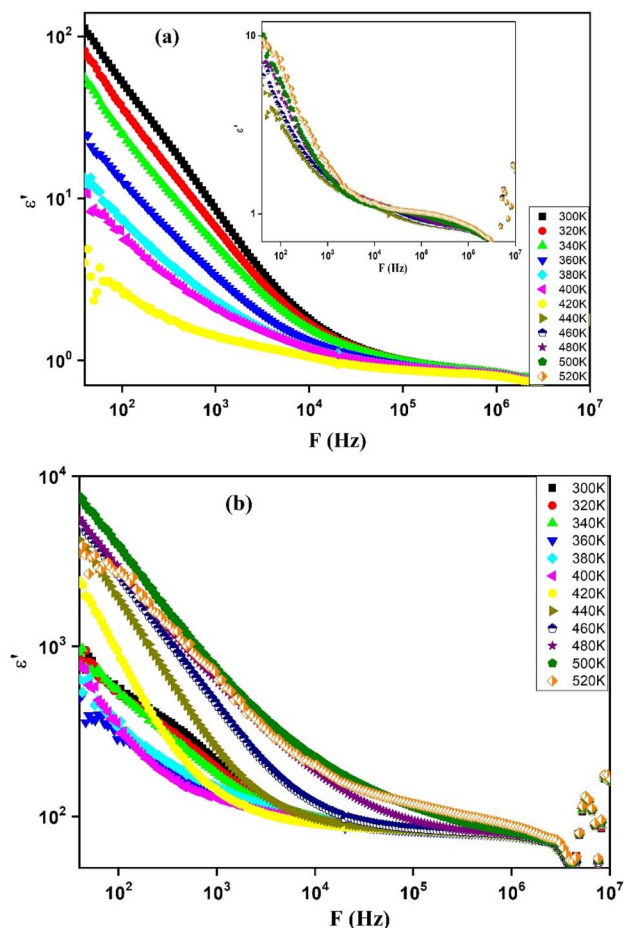 (a)
10²
10¹
10⁰
ε'
10² 10³ 10⁴ 10⁵ 10⁶ 10⁷
F (Hz)
10
1
ε'
10² 10³ 10⁴ 10⁵ 10⁶ 10⁷
F (Hz)
300K
320K
340K
360K
380K
400K
420K
440K
460K
480K
500K
520K
(b)
10⁴
10³
10²
ε'
10² 10³ 10⁴ 10⁵ 10⁶ 10⁷
F (Hz)
300K
320K
340K
360K
380K
400K
420K
440K
460K
480K
500K
520K